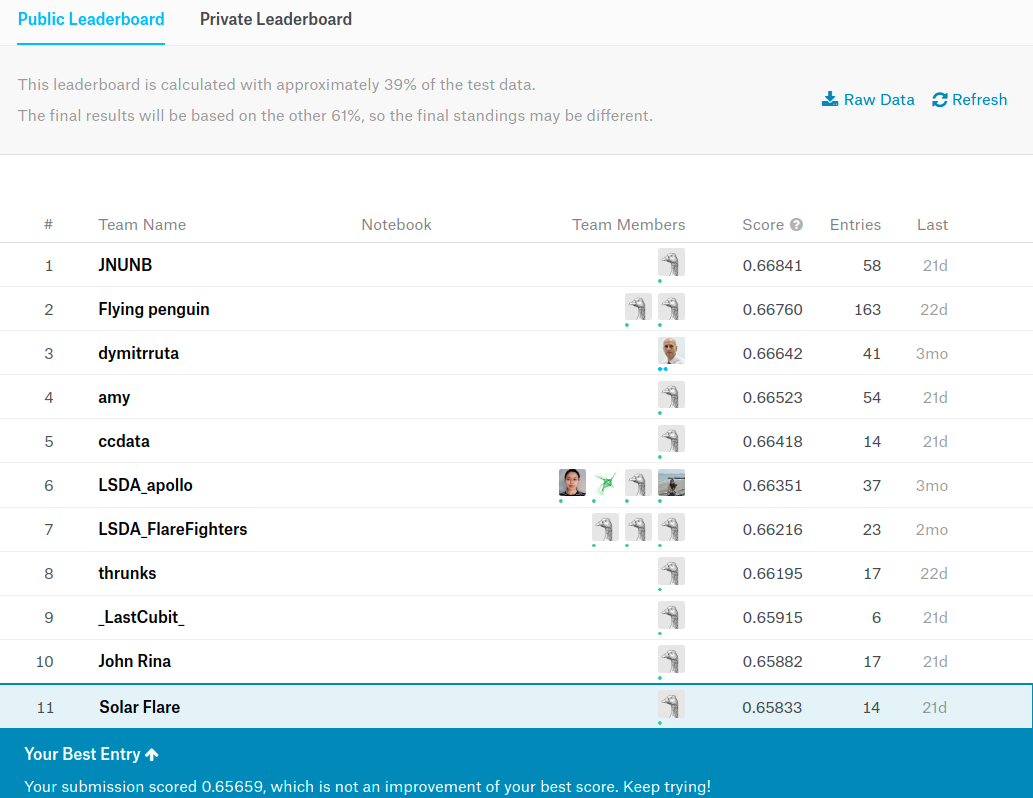 Public Leaderboard Private Leaderboard
This leaderboard is calculated with approximately 39% of the test data.
The final results will be based on the other 61%, so the final standings may be different.
Raw Data Refresh
# Team Name Notebook Team Members Score ? Entries Last
1 JNUNB 0.66841 58 21d
2 Flying penguin 0.66760 163 22d
3 dymitrruta 0.66642 41 3mo
4 amy 0.66523 54 21d
5 ccdata 0.66418 14 21d
6 LSDA_apollo 0.66351 37 3mo
7 LSDA_FlareFighters 0.66216 23 2mo
8 thrunks 0.66195 17 22d
9 _LastCubit_ 0.65915 6 21d
10 John Rina 0.65882 17 21d
11 Solar Flare 0.65833 14 21d
Your Best Entry
Your submission scored 0.65659, which is not an improvement of your best score. Keep trying!